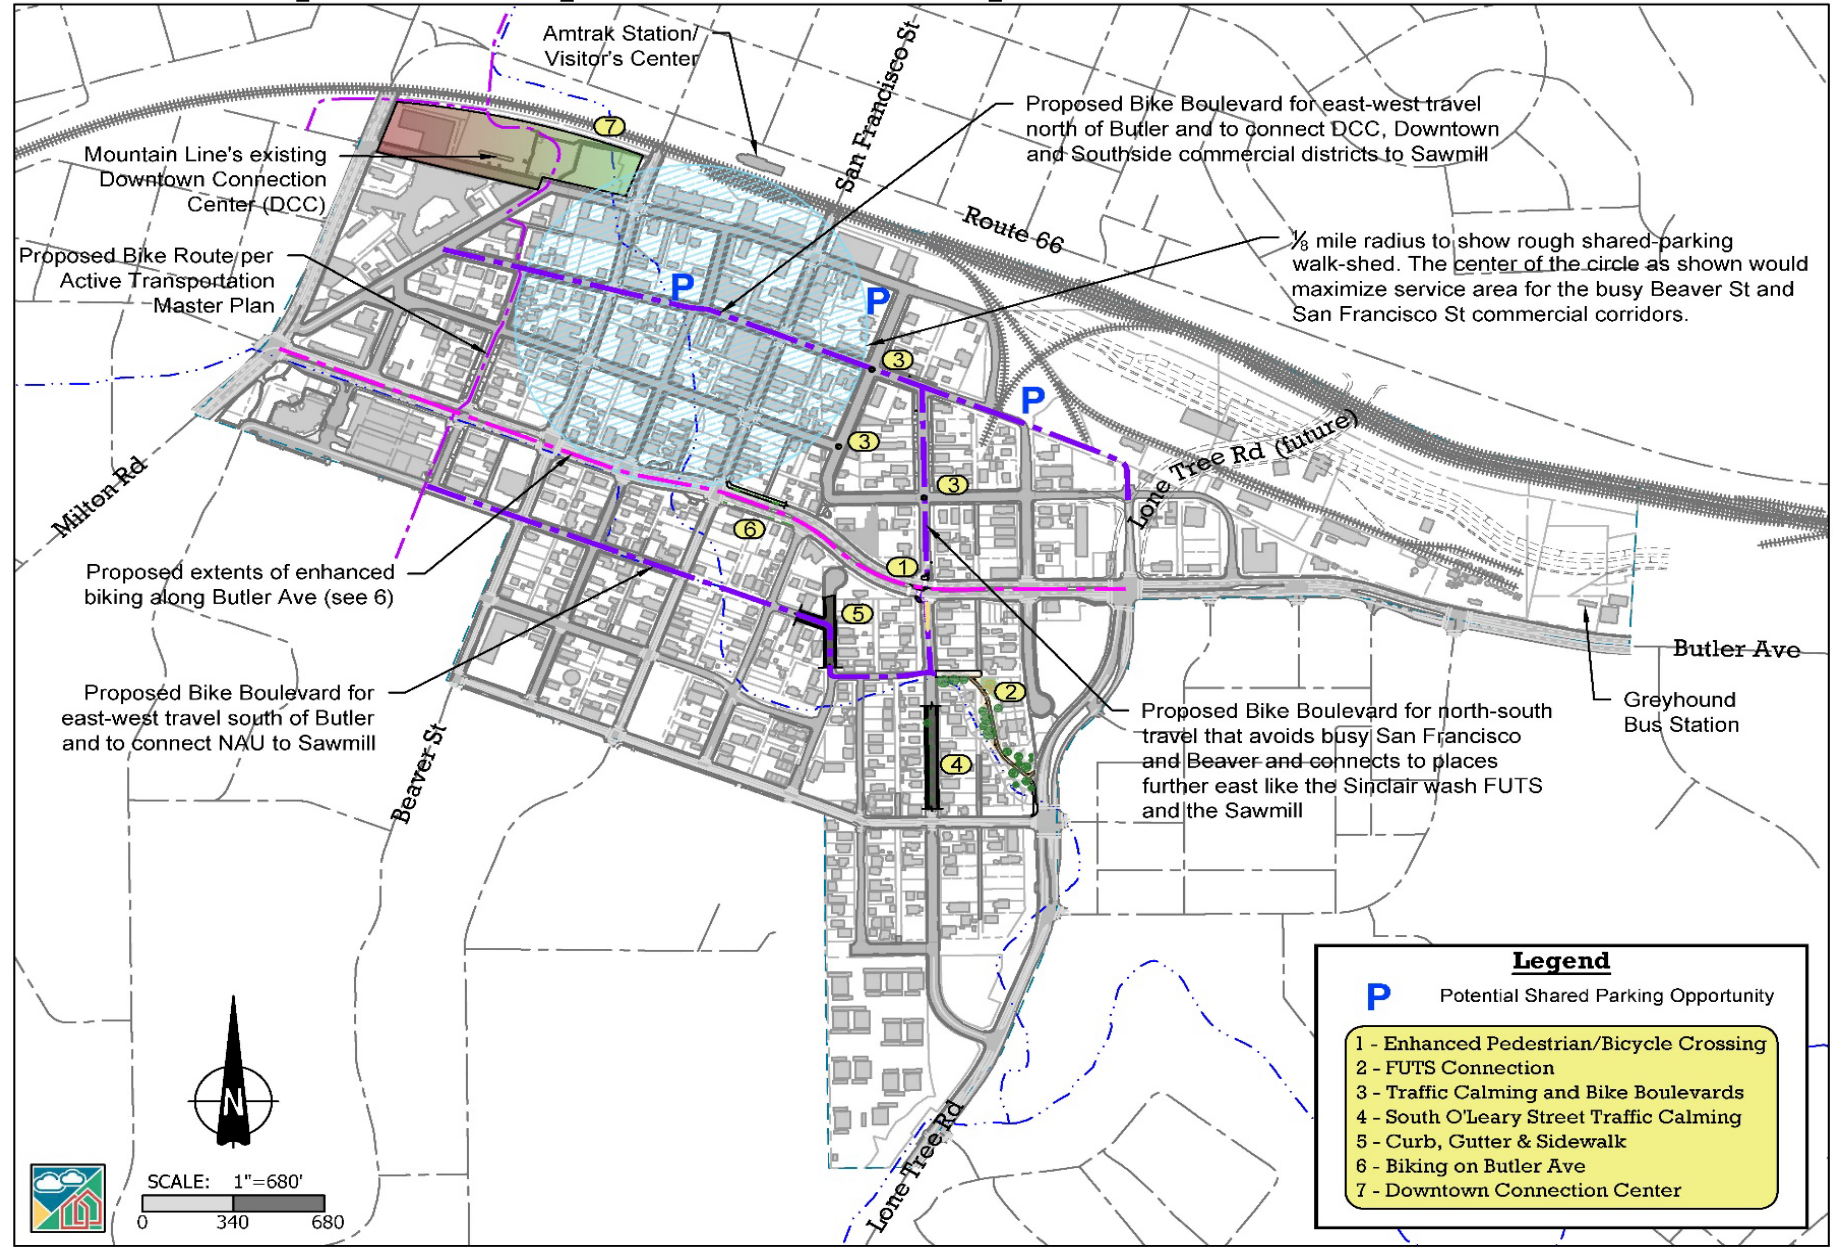 Amtrak Station/
Visitor's Center
San Francisco St
Proposed Bike Boulevard for east-west travel
north of Butler and to connect DCC, Downtown
and Southside commercial districts to Sawmill
7
Mountain Line's existing
Downtown Connection
Center (DCC)
Route 66
⅛ mile radius to show rough shared-parking
walk-shed. The center of the circle as shown would
maximize service area for the busy Beaver St and
San Francisco St commercial corridors.
Proposed Bike Route per
Active Transportation
Master Plan
P
P
3
P
3
3
Lone Tree Rd (future)
Milton Rd
6
1
Proposed extents of enhanced
biking along Butler Ave (see 6)
5
Butler Ave
Greyhound
Bus Station
Proposed Bike Boulevard for
east-west travel south of Butler
and to connect NAU to Sawmill
2
Proposed Bike Boulevard for north-south
travel that avoids busy San Francisco
and Beaver and connects to places
further east like the Sinclair wash FUTS
and the Sawmill
Beaver St
4
Lone Tree Rd
N
SCALE: 1"=680'
0 340 680
Legend
P Potential Shared Parking Opportunity
1 - Enhanced Pedestrian/Bicycle Crossing
2 - FUTS Connection
3 - Traffic Calming and Bike Boulevards
4 - South O'Leary Street Traffic Calming
5 - Curb, Gutter & Sidewalk
6 - Biking on Butler Ave
7 - Downtown Connection Center